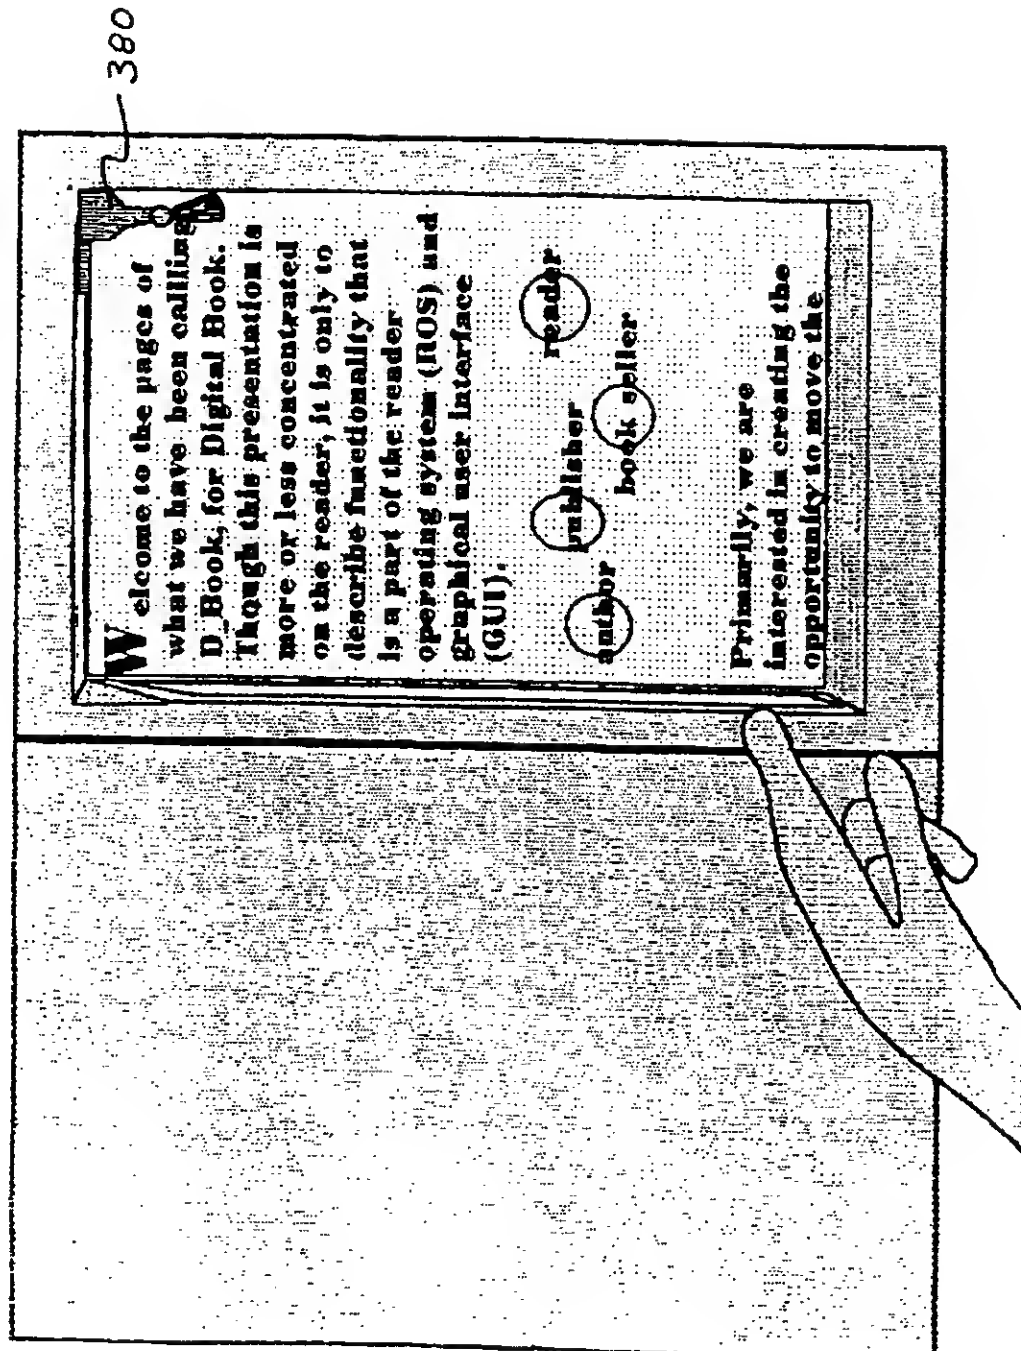 380
Welcome to the pages of
what we have been callling
D_Book, for Digital Book.
Though this presentation is
more or less concentrated
on the reader, it is only to
describe functionality that
is a part of the reader
operating system (ROS) and
graphical user interface
(GUI).
author publisher reader
book seller
Primarily, we are
interested in creating the
opportunity to move the